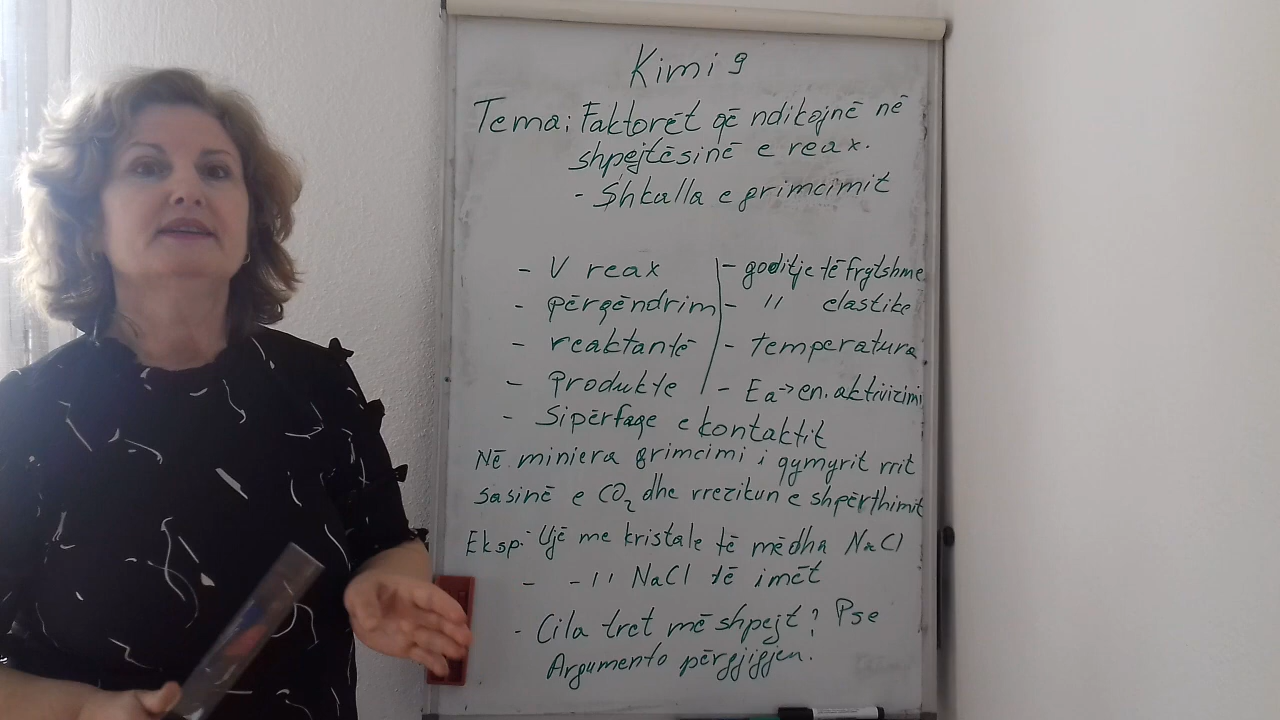 Kimi 9
Tema: Faktorët që ndikojnë në
shpejtësinë e reax.
- Shkalla e grimcimit
- V reax
- përqëndrim
- reaktantë
- Produkte
- goditje të frytshme
- " elastike
- temperatura
- Ea → en. aktivizimi
- Sipërfaqe e kontaktit
Në miniera grimcimi i qymyrit rrit
sasinë e CO₂ dhe rrezikun e shpërthimit
Eksp: Ujë me kristale të mëdha NaCl
- - " NaCl të imët
- Cila tret më shpejt? Pse
Argumento përgjigjen.